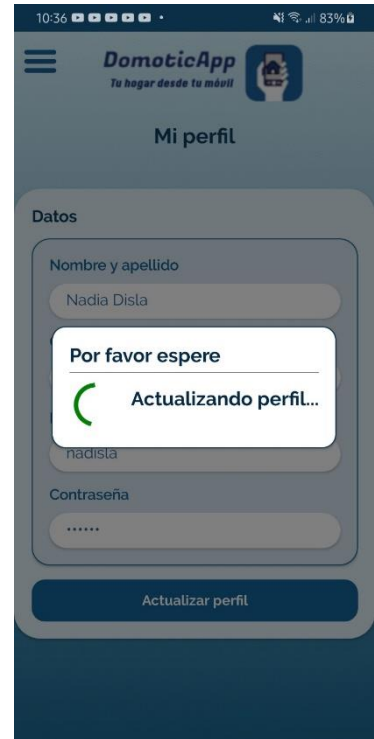 10:36 83%
DomoticApp
Tu hogar desde tu móvil
Mi perfil
Datos
Nombre y apellido
Nadia Disla
Por favor espere
Actualizando perfil...
nadisla
Contraseña
······
Actualizar perfil